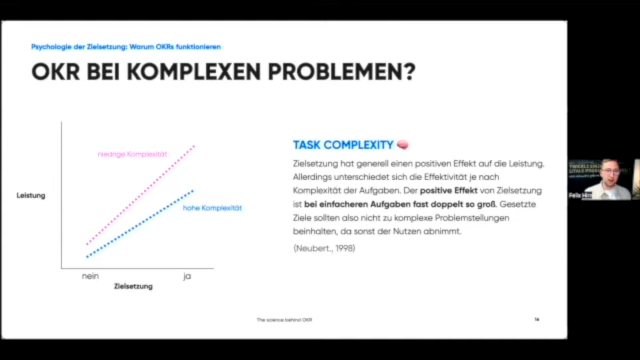 Psychologie der Zielsetzung: Warum OKRs funktionieren
OKR BEI KOMPLEXEN PROBLEMEN?
niedrige Komplexität
hohe Komplexität
Leistung
nein
ja
Zielsetzung
TASK COMPLEXITY 🧠
Zielsetzung hat generell einen positiven Effekt auf die Leistung.
Allerdings unterschiedet sich die Effektivität je nach
Komplexität der Aufgaben. Der positive Effekt von Zielsetzung
ist bei einfacheren Aufgaben fast doppelt so groß. Gesetzte
Ziele sollten also nicht zu komplexe Problemstellungen
beinhalten, da sonst der Nutzen abnimmt.
(Neubert., 1998)
The science behind OKR
16
Felix